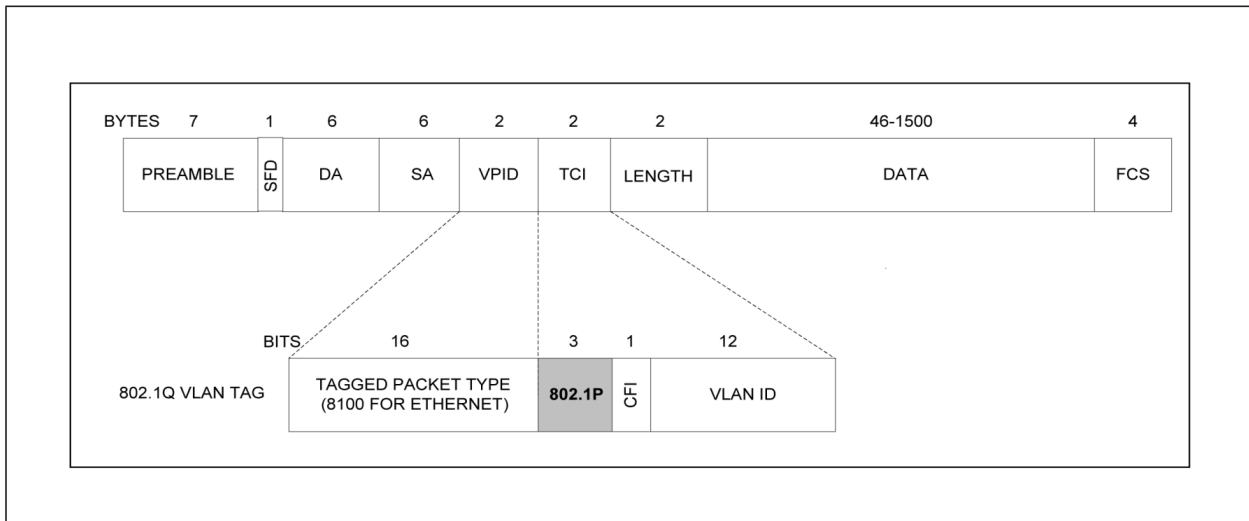 BYTES 7 1 6 6 2 2 2 46-1500 4
PREAMBLE SFD DA SA VPID TCI LENGTH DATA FCS
BITS 16 3 1 12
802.1Q VLAN TAG
TAGGED PACKET TYPE
(8100 FOR ETHERNET)
802.1P CFI VLAN ID